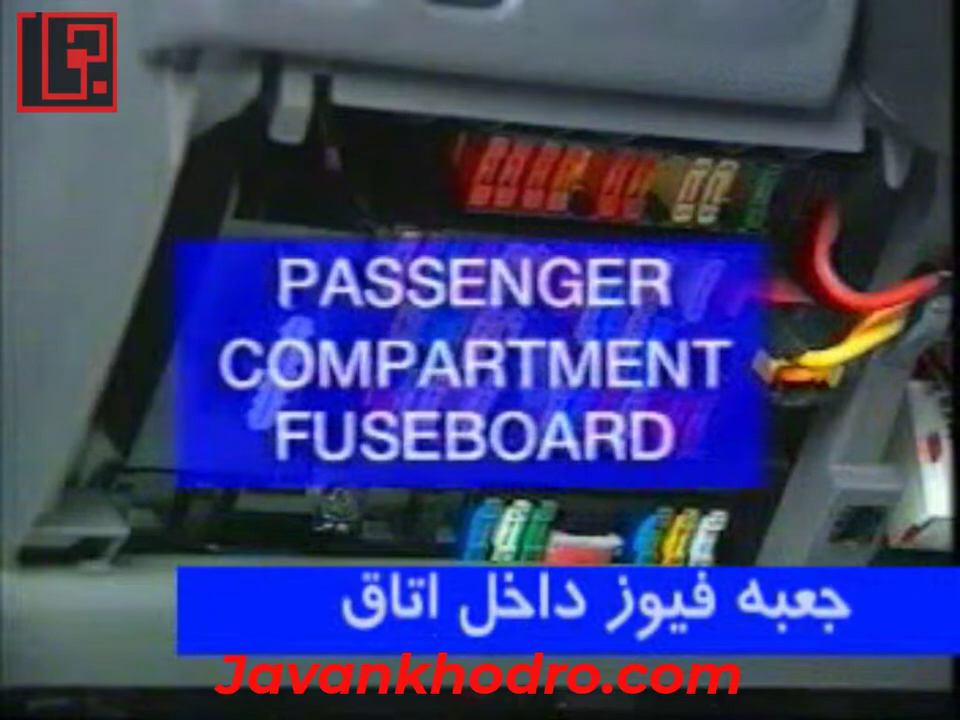 PASSENGER
COMPARTMENT
FUSEBOARD
جعبه فیوز داخل اتاق
Javankhodro.com